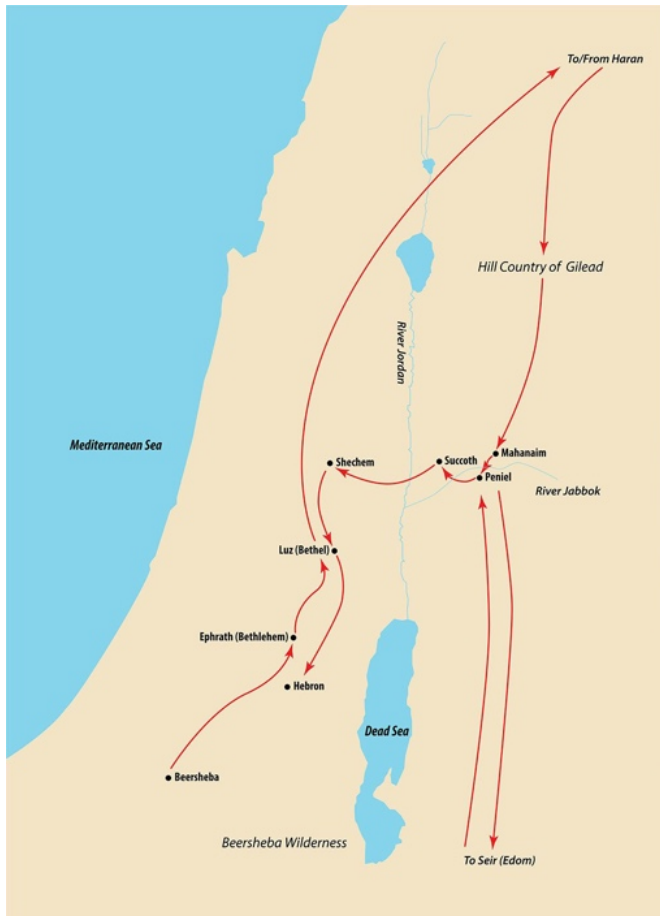 To/From Haran
Hill Country of Gilead
River Jordan
Mediterranean Sea
Shechem
Succoth
Mahanaim
Peniel
River Jabbok
Luz (Bethel)
Ephrath (Bethlehem)
Hebron
Dead Sea
Beersheba
Beersheba Wilderness
To Seir (Edom)